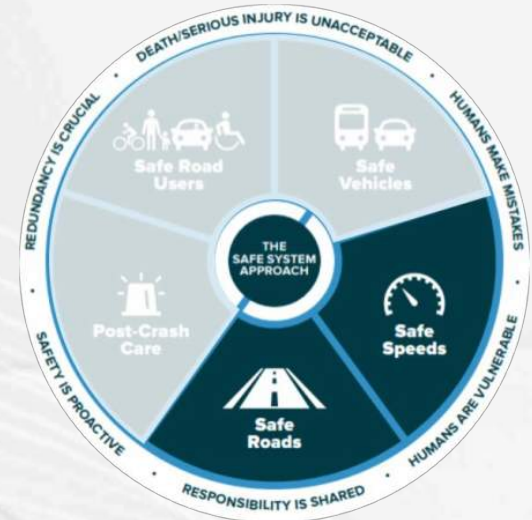 DEATH/SERIOUS INJURY IS UNACCEPTABLE
HUMANS MAKE MISTAKES
HUMANS ARE VULNERABLE
RESPONSIBILITY IS SHARED
SAFETY IS PROACTIVE
REDUNDANCY IS CRUCIAL
Safe Road
Users
Safe
Vehicles
THE
SAFE SYSTEM
APPROACH
Safe
Speeds
Post-Crash
Care
Safe
Roads